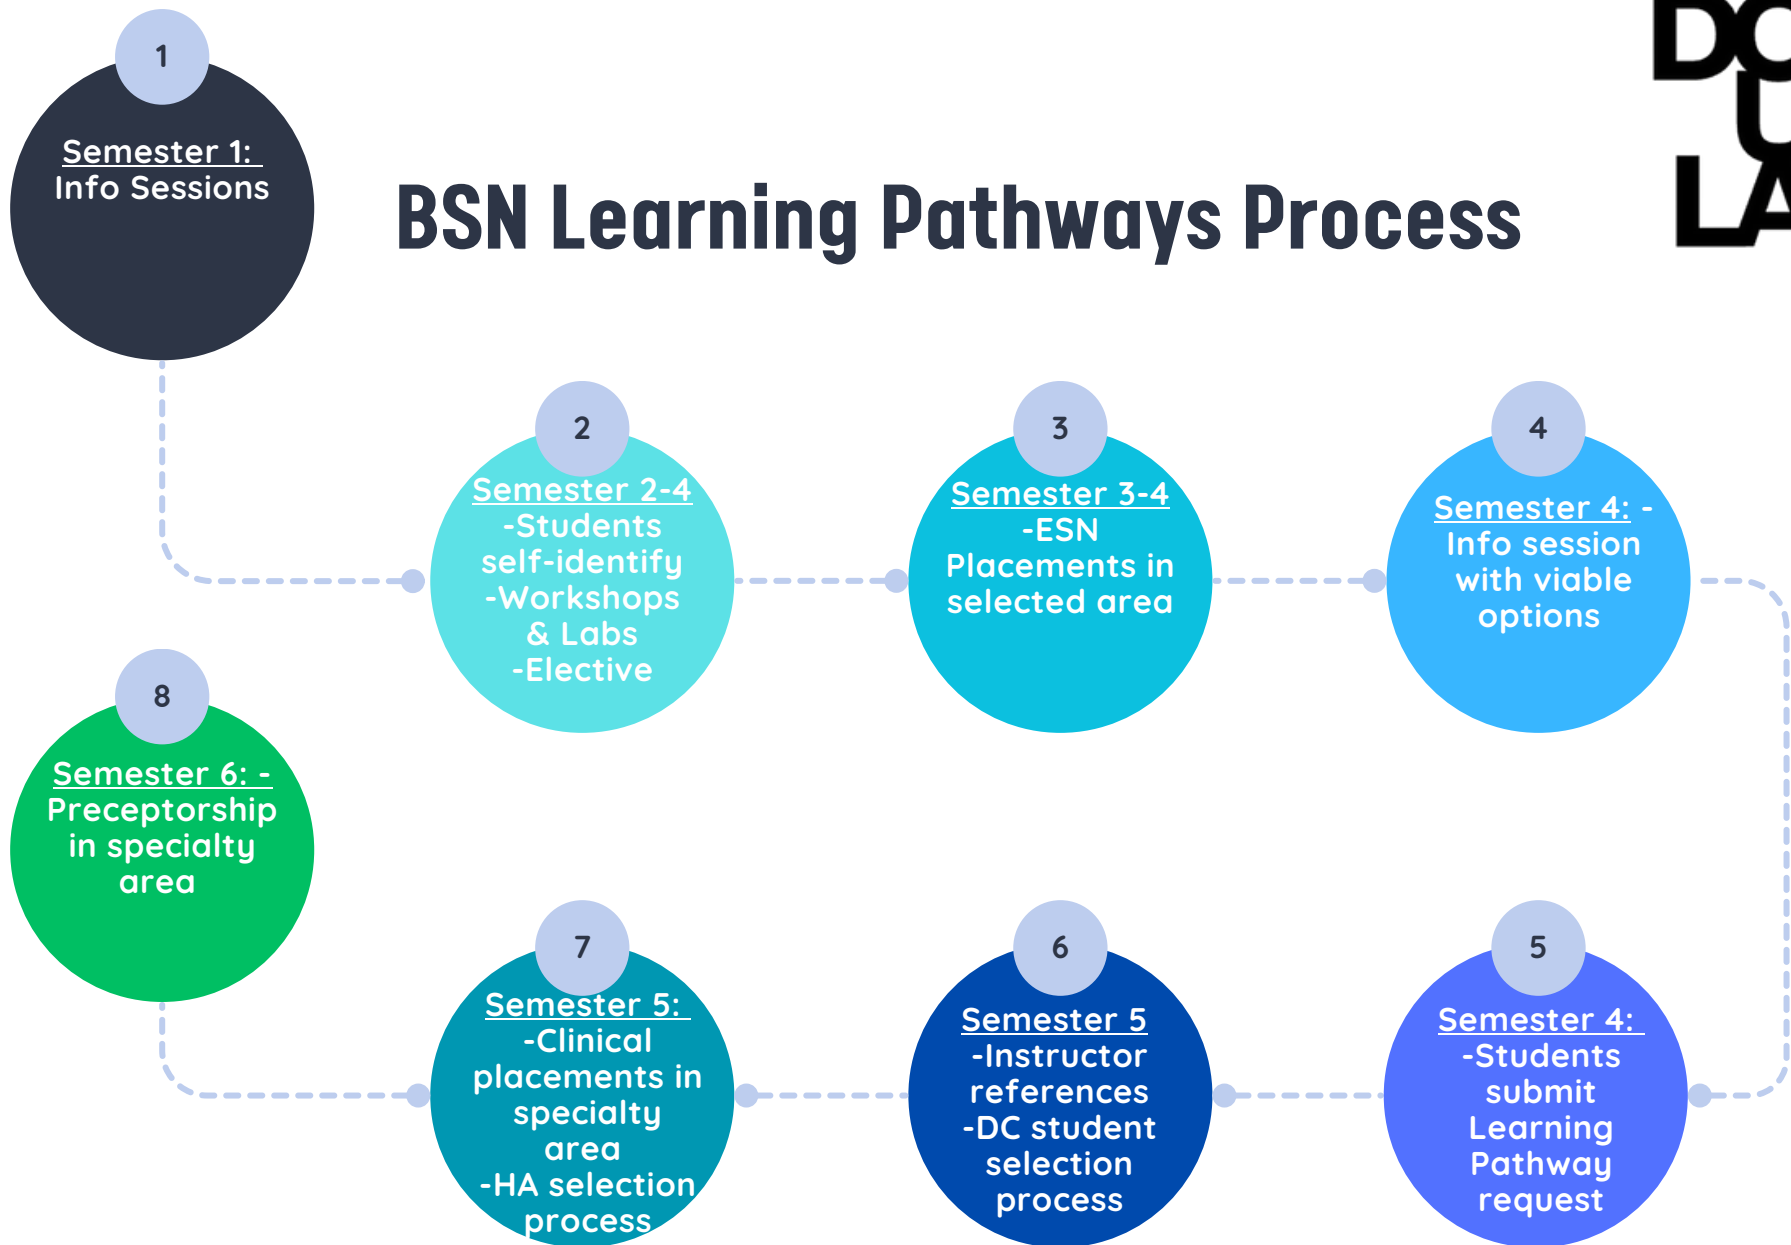 1
Semester 1:
Info Sessions
BSN Learning Pathways Process
DO
U
LA
2
Semester 2-4
-Students
self-identify
-Workshops
& Labs
-Elective
3
Semester 3-4
-ESN
Placements in
selected area
4
Semester 4: -
Info session
with viable
options
5
Semester 4:
-Students
submit
Learning
Pathway
request
6
Semester 5
-Instructor
references
-DC student
selection
process
7
Semester 5:
-Clinical
placements in
specialty
area
-HA selection
process
8
Semester 6: -
Preceptorship
in specialty
area